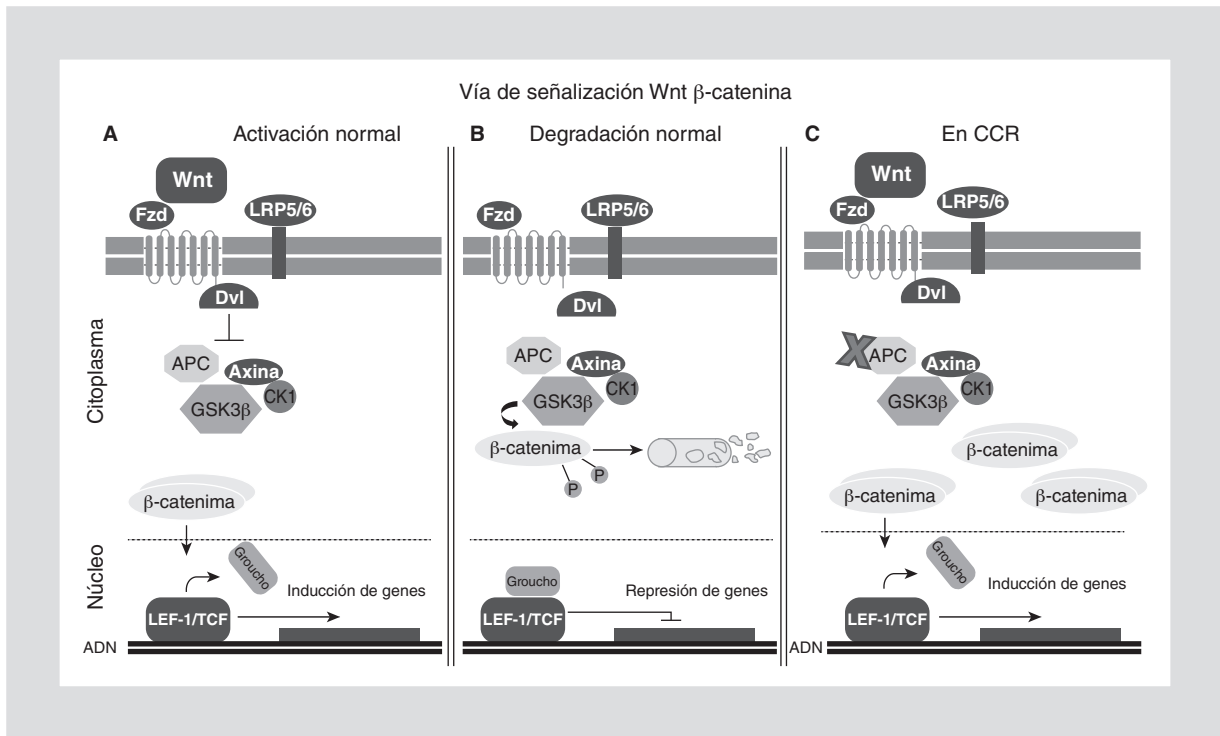 Vía de señalización Wnt β-catenina
A Activación normal
Wnt
Fzd
LRP5/6
Dvl
APC
Axina
CK1
GSK3β
β-catenima
Groucho
Inducción de genes
LEF-1/TCF
ADN
Citoplasma
Núcleo
B Degradación normal
Fzd
LRP5/6
Dvl
APC
Axina
CK1
GSK3β
β-catenima
P
P
Groucho
Represión de genes
LEF-1/TCF
C En CCR
Wnt
Fzd
LRP5/6
Dvl
X
APC
Axina
CK1
GSK3β
β-catenima
β-catenima
β-catenima
Groucho
Inducción de genes
LEF-1/TCF
ADN